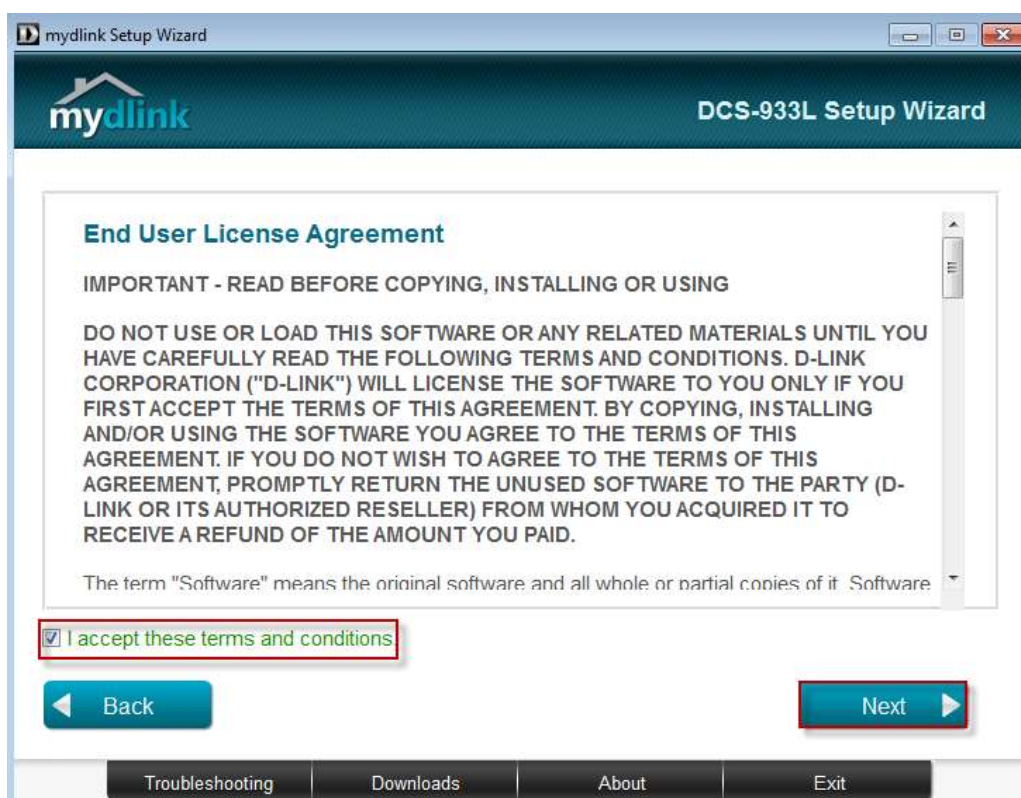 mydlink Setup Wizard
mydlink
DCS-933L Setup Wizard
End User License Agreement
IMPORTANT - READ BEFORE COPYING, INSTALLING OR USING
DO NOT USE OR LOAD THIS SOFTWARE OR ANY RELATED MATERIALS UNTIL YOU
HAVE CAREFULLY READ THE FOLLOWING TERMS AND CONDITIONS. D-LINK
CORPORATION ("D-LINK") WILL LICENSE THE SOFTWARE TO YOU ONLY IF YOU
FIRST ACCEPT THE TERMS OF THIS AGREEMENT. BY COPYING, INSTALLING
AND/OR USING THE SOFTWARE YOU AGREE TO THE TERMS OF THIS
AGREEMENT. IF YOU DO NOT WISH TO AGREE TO THE TERMS OF THIS
AGREEMENT, PROMPTLY RETURN THE UNUSED SOFTWARE TO THE PARTY (D-
LINK OR ITS AUTHORIZED RESELLER) FROM WHOM YOU ACQUIRED IT TO
RECEIVE A REFUND OF THE AMOUNT YOU PAID.
The term "Software" means the original software and all whole or partial copies of it. Software
I accept these terms and conditions.
Back
Next
Troubleshooting
Downloads
About
Exit